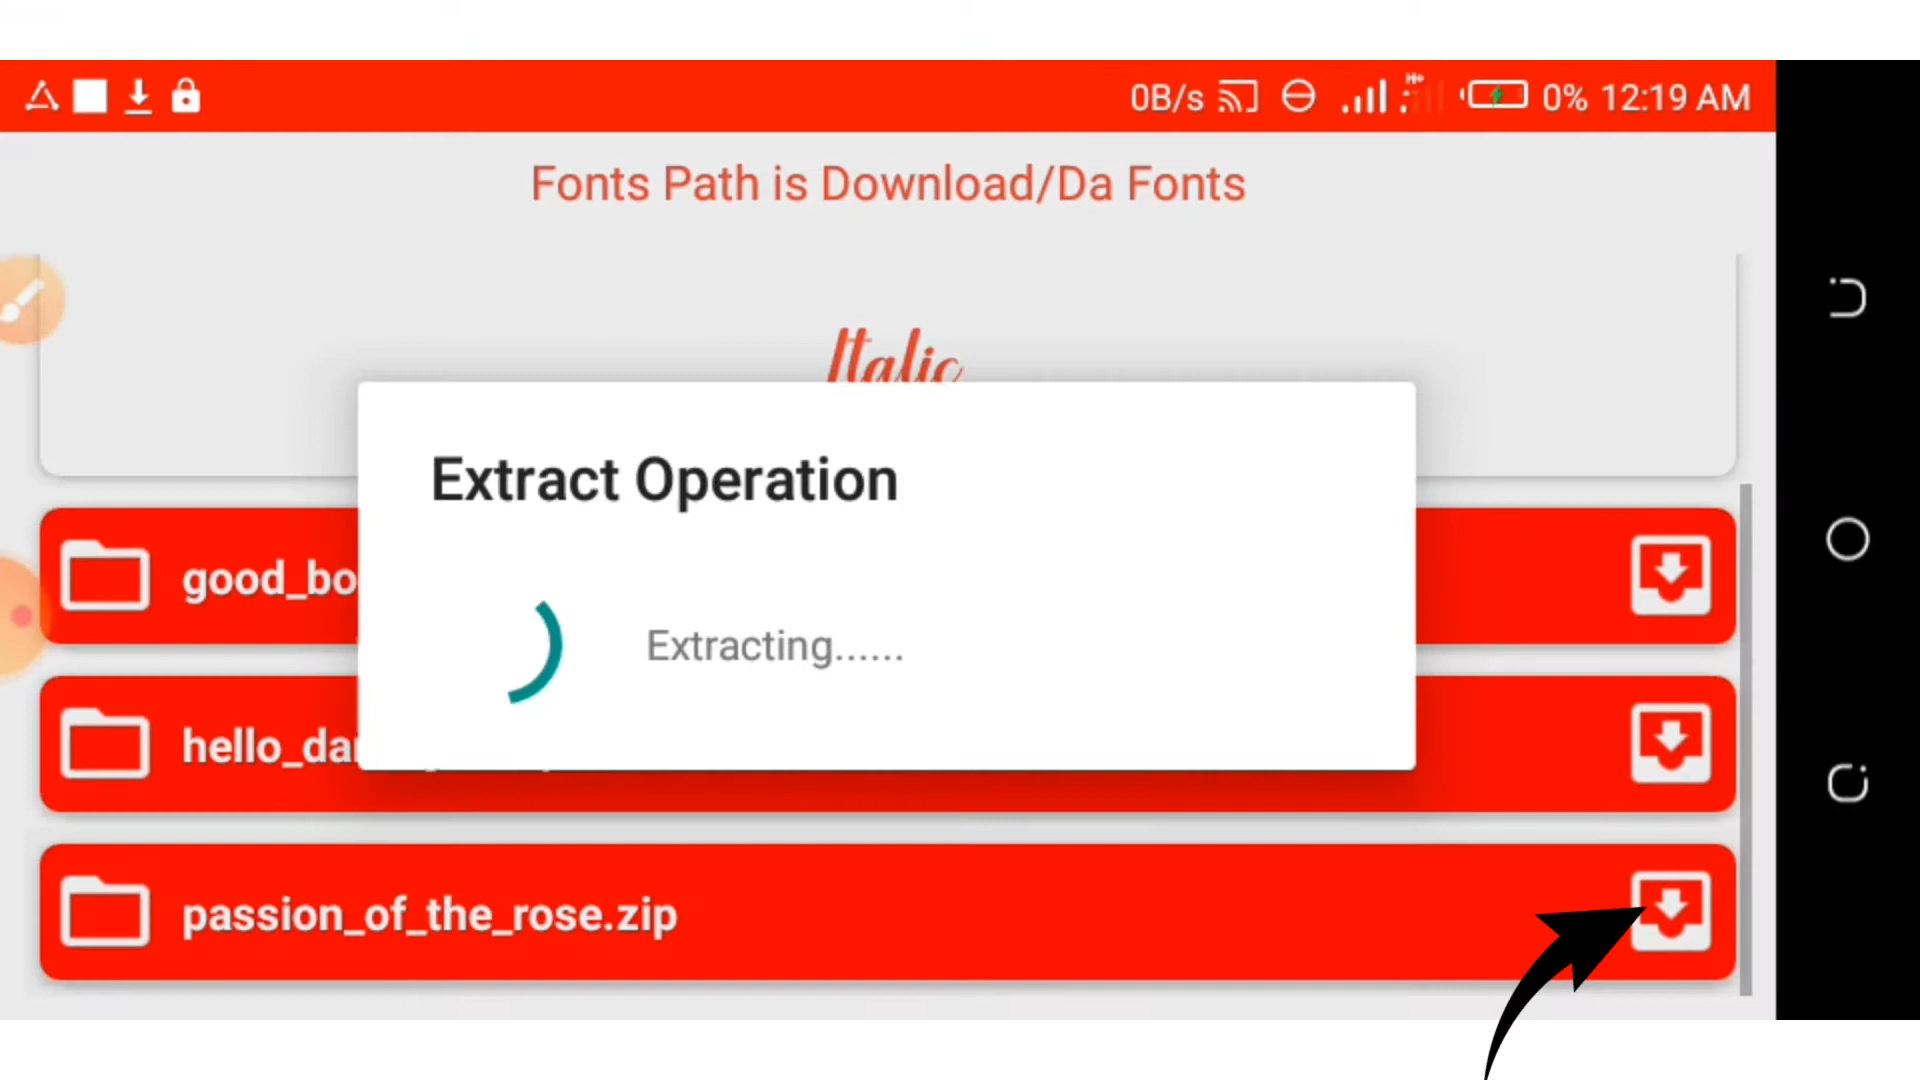 0B/s H+ 0% 12:19 AM
Fonts Path is Download/Da Fonts
Italic
Extract Operation
good_bo
Extracting......
hello_da
passion_of_the_rose.zip